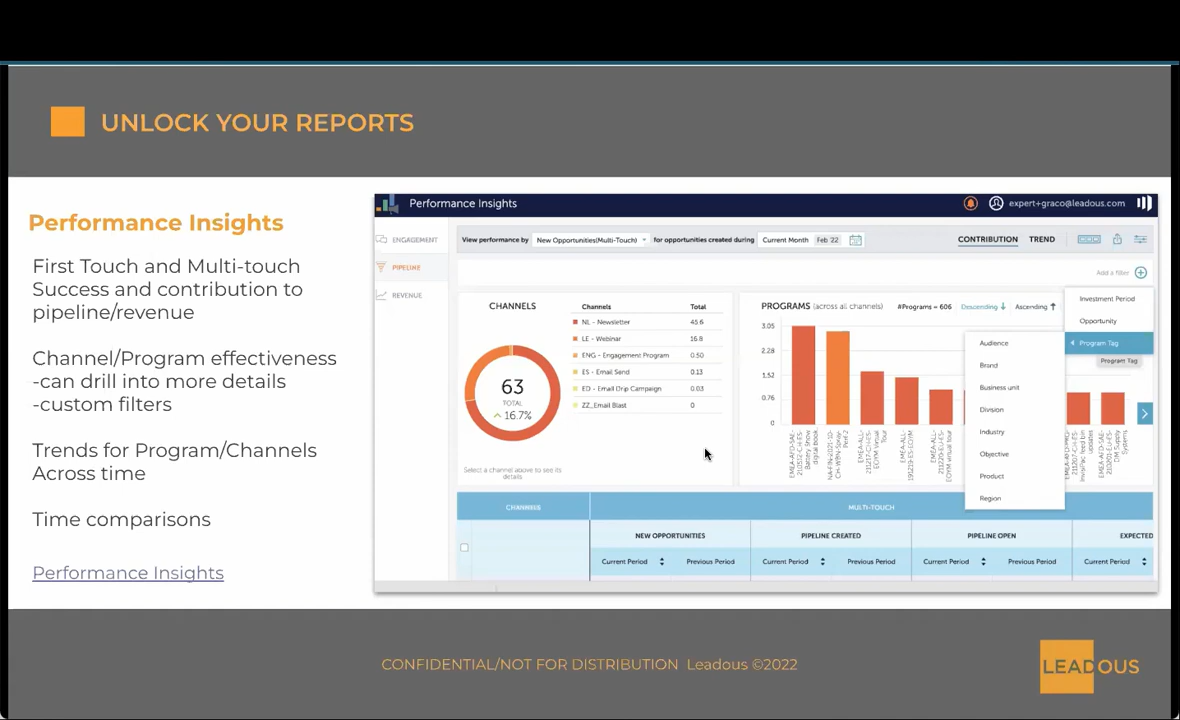 UNLOCK YOUR REPORTS
Performance Insights
First Touch and Multi-touch
Success and contribution to
pipeline/revenue
Channel/Program effectiveness
-can drill into more details
-custom filters
Trends for Program/Channels
Across time
Time comparisons
Performance Insights
Performance Insights
expert+graco@leadous.com
ENGAGEMENT
PIPELINE
REVENUE
View performance by New Opportunities(Multi-Touch) for opportunities created during Current Month Feb '22
CONTRIBUTION TREND
Add a filter
CHANNELS
Channels Total
NL - Newsletter 45.6
LE - Webinar 16.8
ENG - Engagement Program 0.50
ES - Email Send 0.13
ED - Email Drip Campaign 0.03
ZZ_Email Blast 0
63
TOTAL
16.7%
Select a channel above to see its
details
PROGRAMS (across all channels) #Programs = 606 Descending Ascending
3.05
2.28
1.52
0.76
0
Investment Period
Opportunity
Program Tag
Program Tag
Audience
Brand
Business unit
Division
Industry
Objective
Product
Region
CHANNELS MULTI-TOUCH
NEW OPPORTUNITIES PIPELINE CREATED PIPELINE OPEN EXPECTED
Current Period Previous Period Current Period Previous Period Current Period Previous Period Current Period
CONFIDENTIAL/NOT FOR DISTRIBUTION Leadous ©2022
LEADOUS